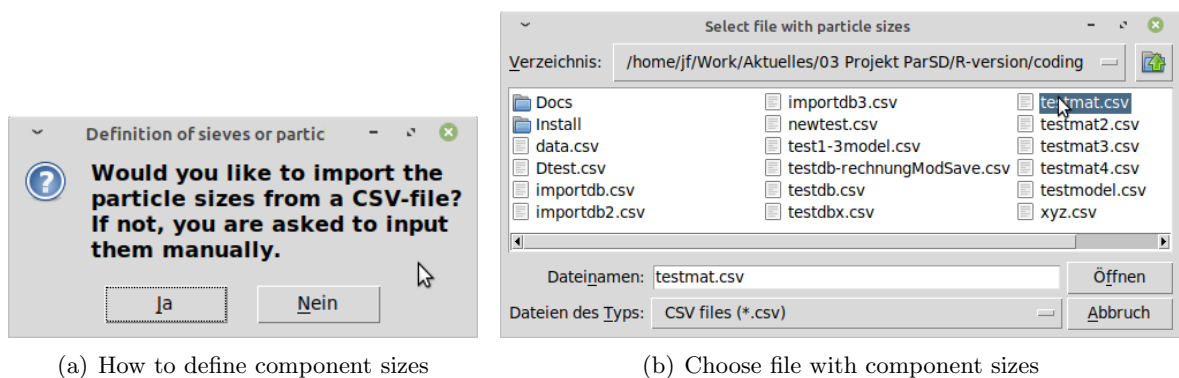 Definition of sieves or partic
Would you like to import the
particle sizes from a CSV-file?
If not, you are asked to input
them manually.
Ja
Nein
(a) How to define component sizes
Select file with particle sizes
Verzeichnis: /home/jf/Work/Aktuelles/03 Projekt ParSD/R-version/coding
Docs
Install
data.csv
Dtest.csv
importdb.csv
importdb2.csv
importdb3.csv
newtest.csv
test1-3model.csv
testdb-rechnungModSave.csv
testdb.csv
testdbx.csv
testmat.csv
testmat2.csv
testmat3.csv
testmat4.csv
testmodel.csv
xyz.csv
Dateinamen: testmat.csv
Öffnen
Dateien des Typs: CSV files (*.csv)
Abbruch
(b) Choose file with component sizes